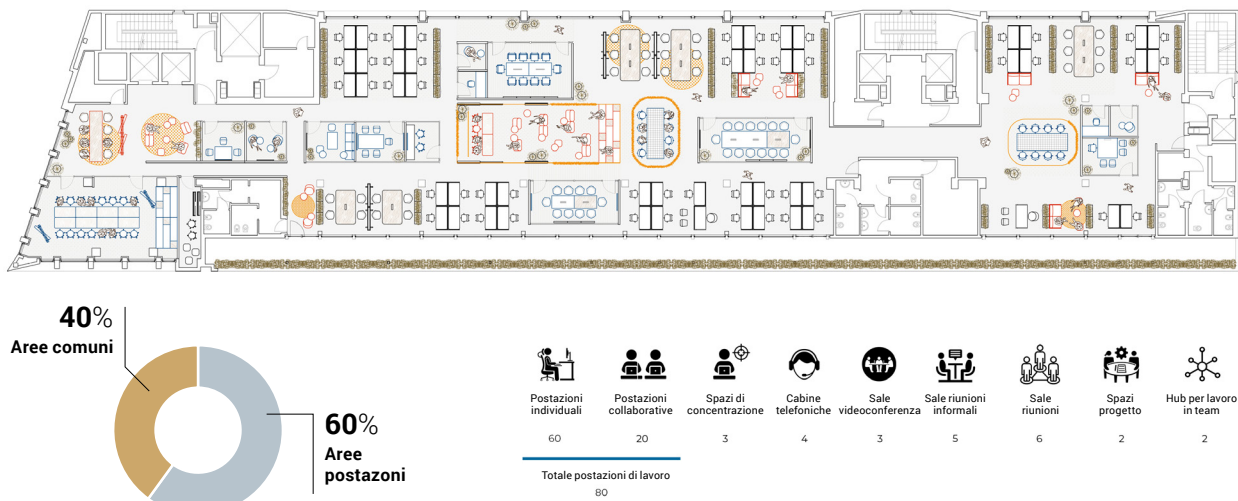 40%
Aree comuni
60%
Aree
postazoni
Postazioni
individuali
60
Postazioni
collaborative
20
Spazi di
concentrazione
3
Cabine
telefoniche
4
Sale
videoconferenza
3
Sale riunioni
informali
5
Sale
riunioni
6
Spazi
progetto
2
Hub per lavoro
in team
2
Totale postazioni di lavoro
80